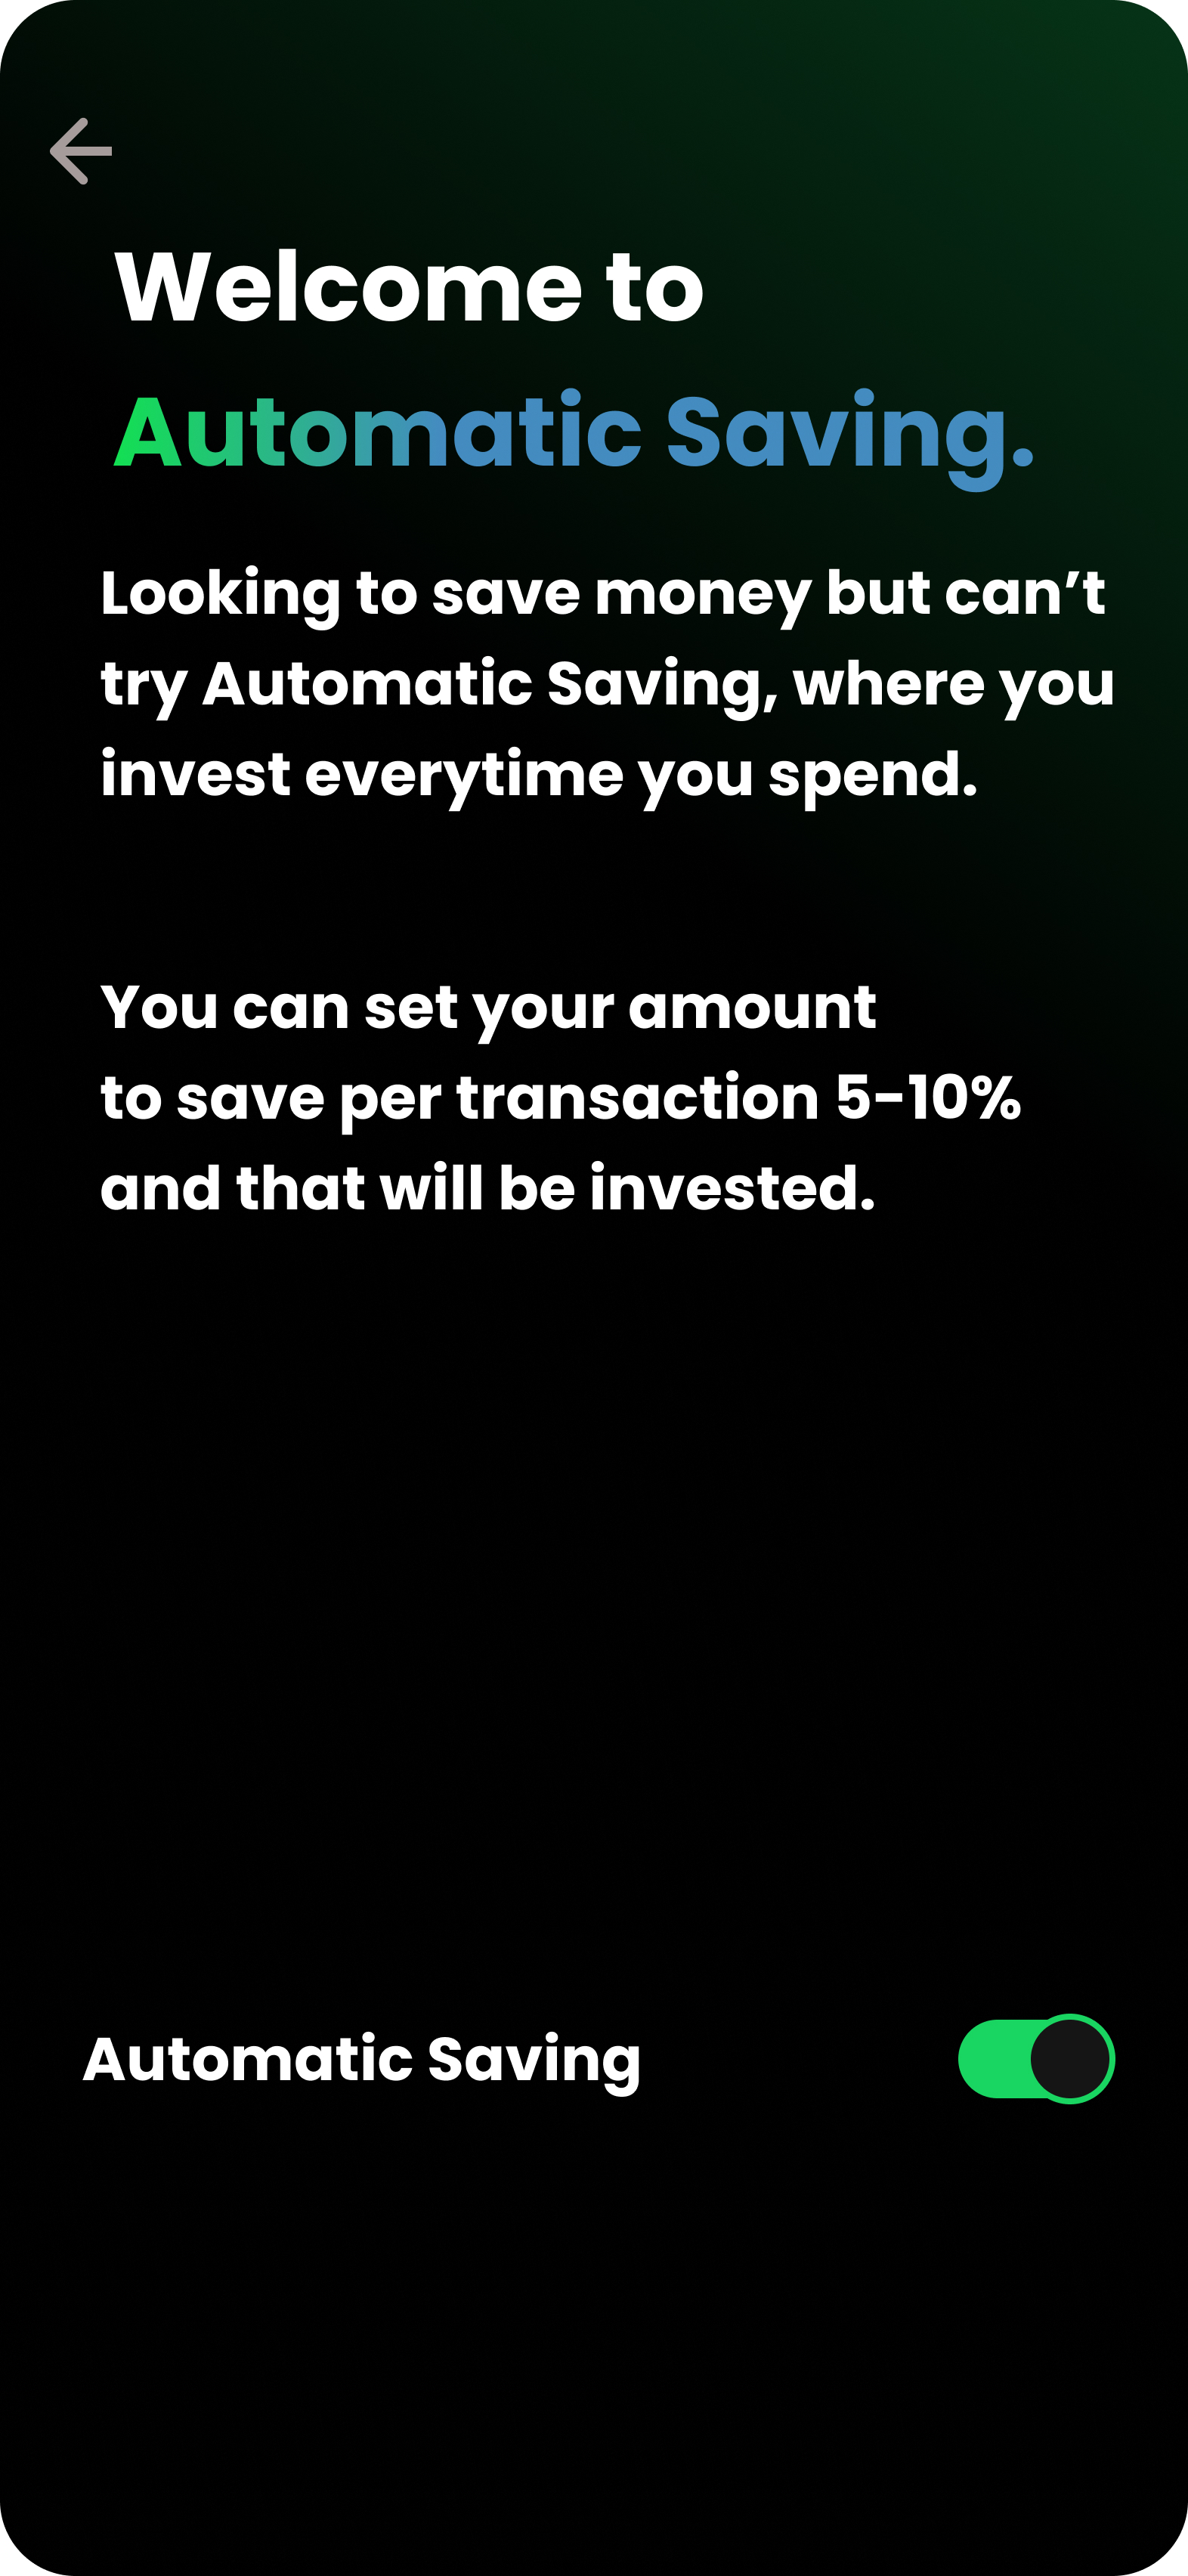 Welcome to
Automatic Saving.
Looking to save money but can’t
try Automatic Saving, where you
invest everytime you spend.
You can set your amount
to save per transaction 5-10%
and that will be invested.
Automatic Saving